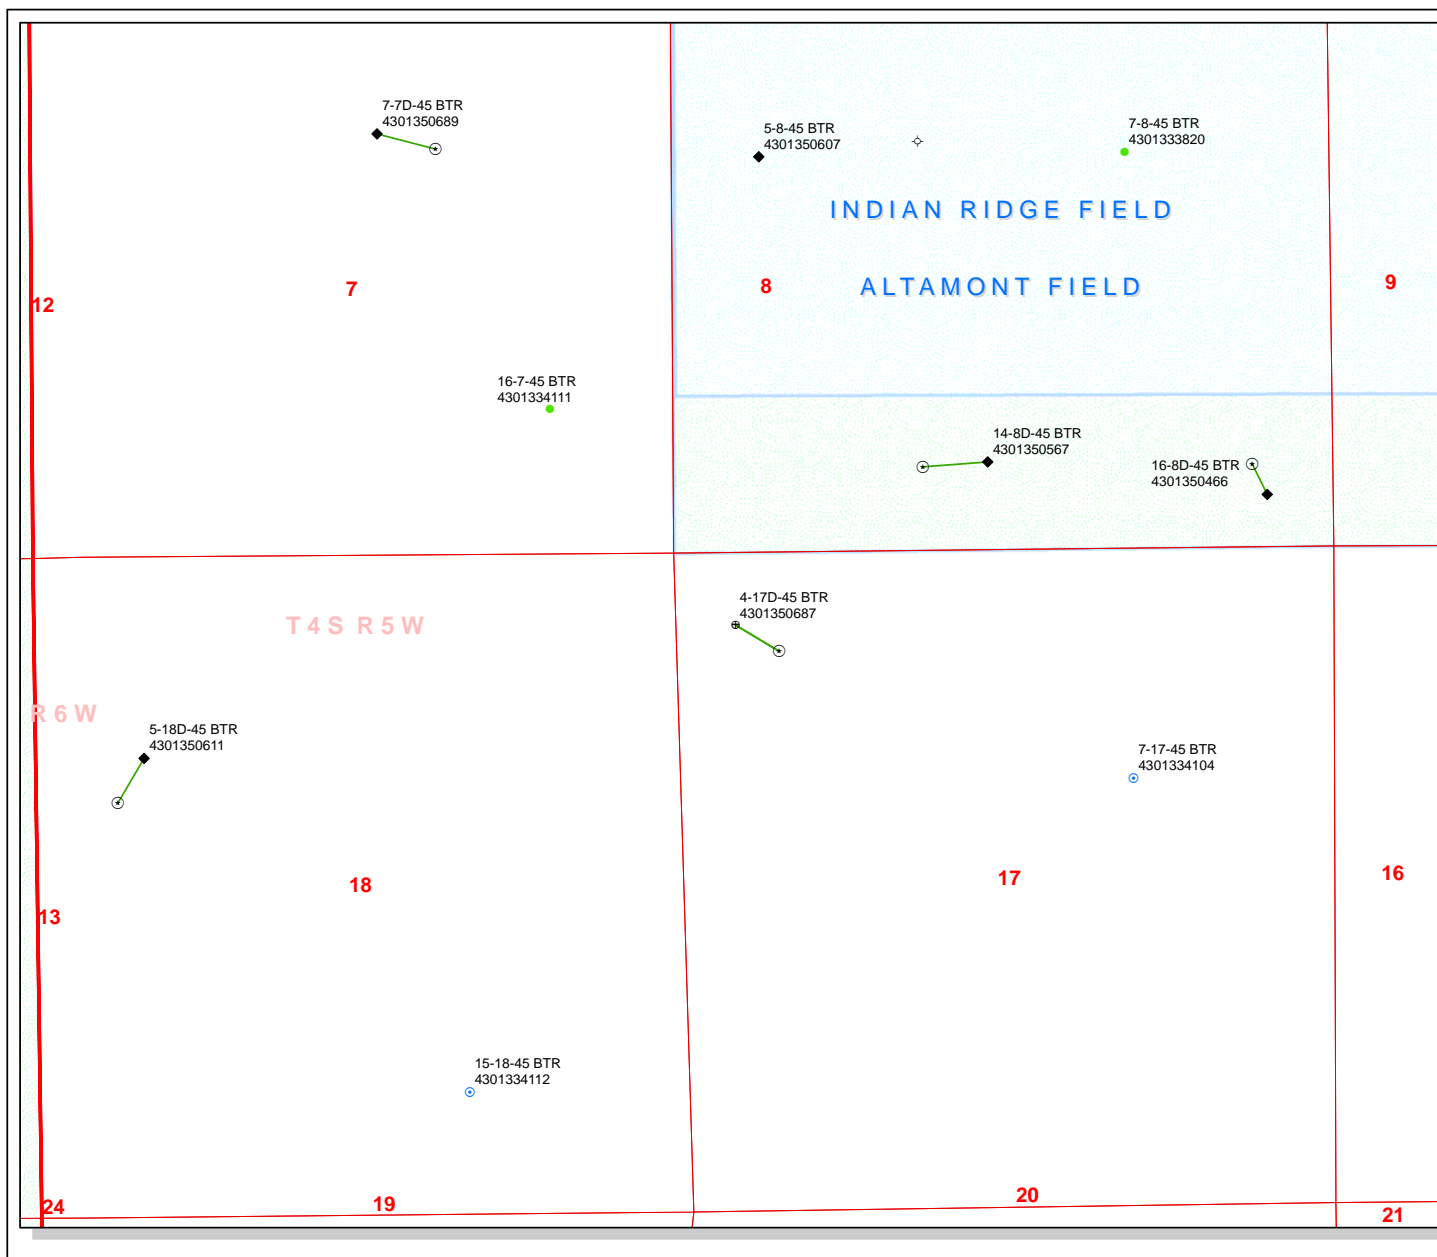 7-7D-45 BTR
4301350689
5-8-45 BTR
4301350607
7-8-45 BTR
4301333820
INDIAN RIDGE FIELD
ALTAMONT FIELD
12
7
8
9
16-7-45 BTR
4301334111
14-8D-45 BTR
4301350567
16-8D-45 BTR
4301350466
4-17D-45 BTR
4301350687
T4S R5W
R6W
5-18D-45 BTR
4301350611
7-17-45 BTR
4301334104
18
17
16
13
15-18-45 BTR
4301334112
24
19
20
21